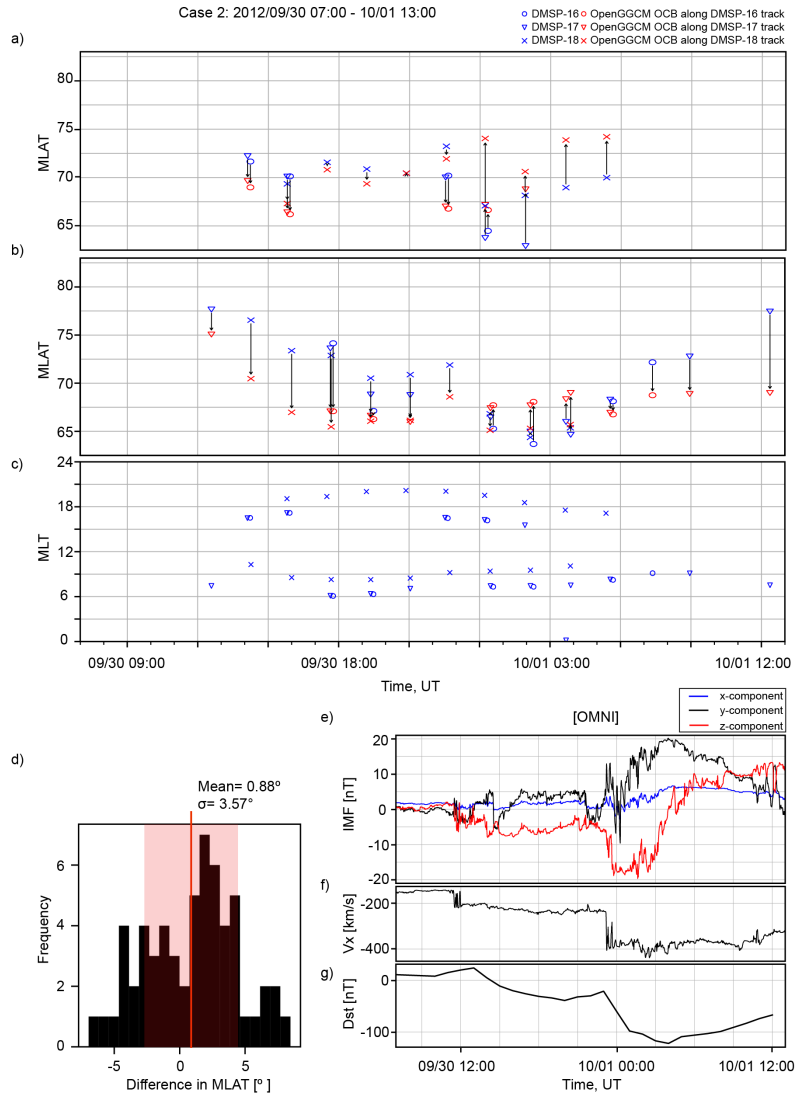 Case 2: 2012/09/30 07:00 - 10/01 13:00
DMSP-16 OpenGGCM OCB along DMSP-16 track
DMSP-17 OpenGGCM OCB along DMSP-17 track
DMSP-18 OpenGGCM OCB along DMSP-18 track
a)
MLAT
80
75
70
65
b)
MLAT
80
75
70
65
c)
MLT
24
18
12
6
0
09/30 09:00 09/30 18:00 10/01 03:00 10/01 12:00
Time, UT
d)
Mean= 0.88º
σ= 3.57°
Frequency
6
4
2
0
-5 0 5
Difference in MLAT [º ]
e)
[OMNI]
x-component
y-component
z-component
IMF [nT]
20
10
0
-10
-20
f)
Vx [km/s]
-200
-400
g)
Dst [nT]
0
-100
09/30 12:00 10/01 00:00 10/01 12:00
Time, UT